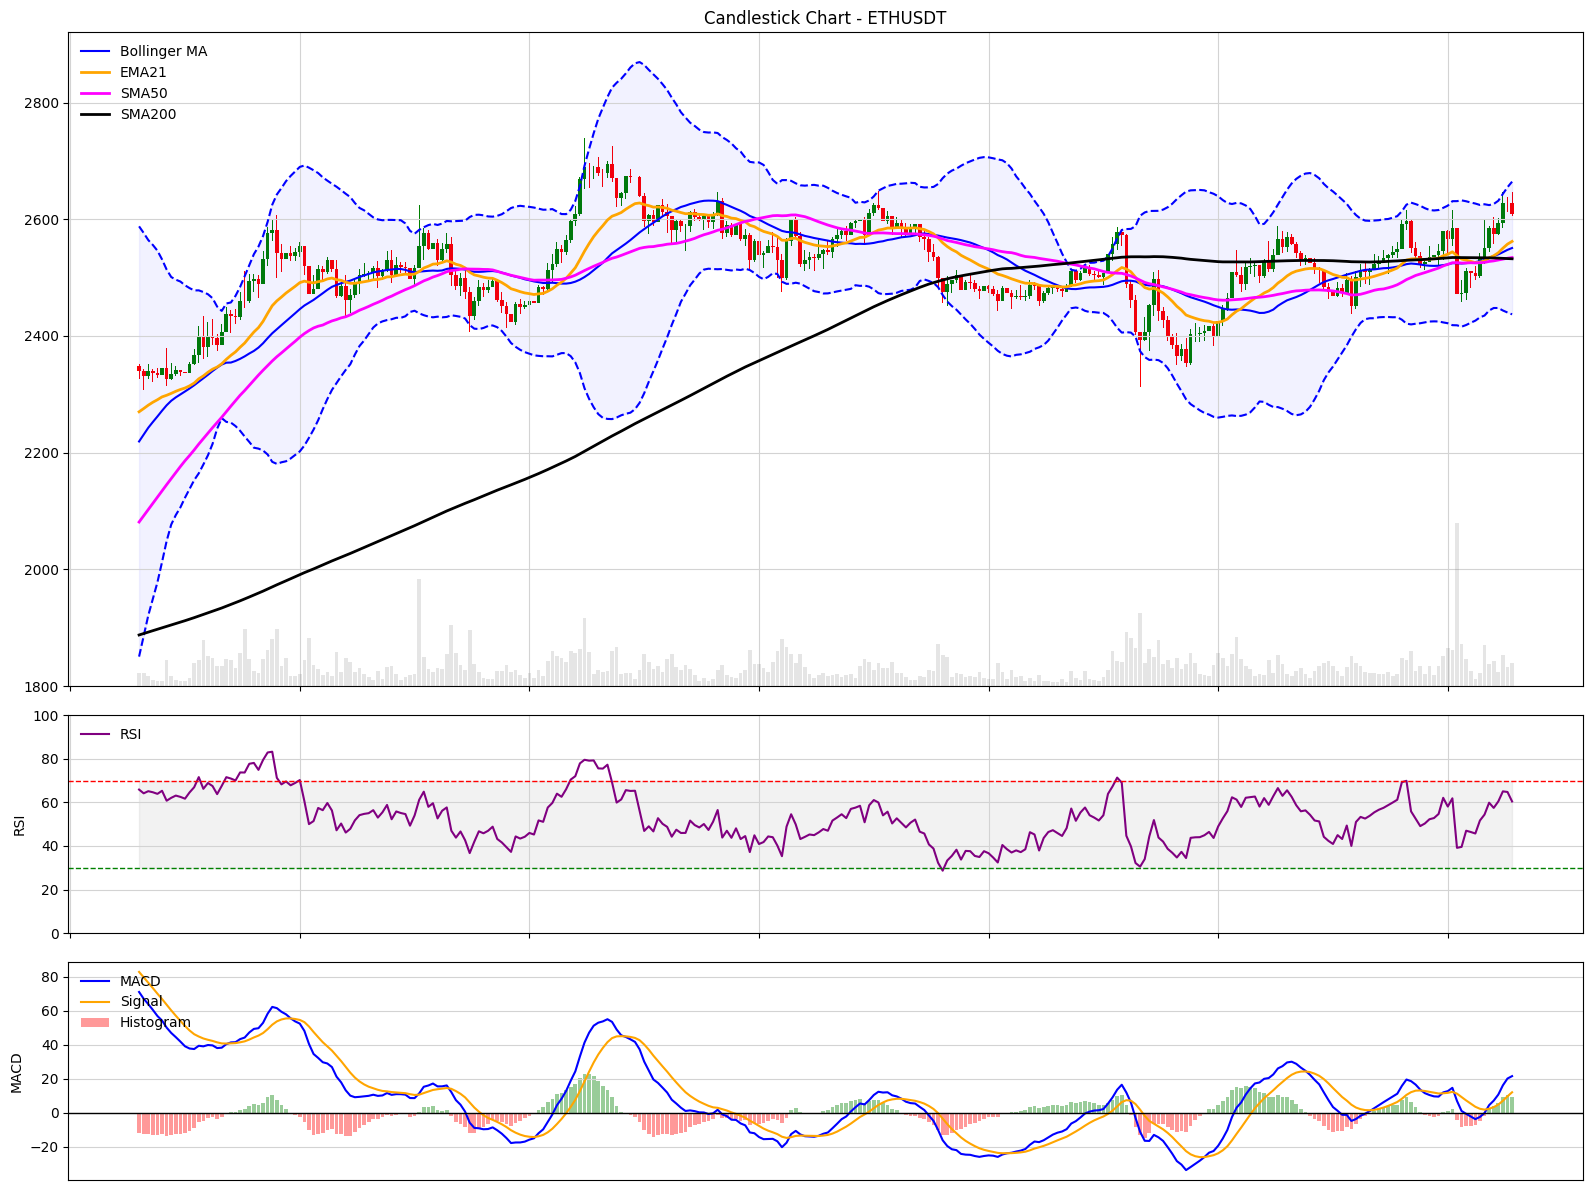 Candlestick Chart - ETHUSDT
Bollinger MA
EMA21
SMA50
SMA200
2800
2600
2400
2200
2000
1800
100
80
60
40
20
0
RSI
RSI
80
60
40
20
0
−20
MACD
MACD
Signal
Histogram